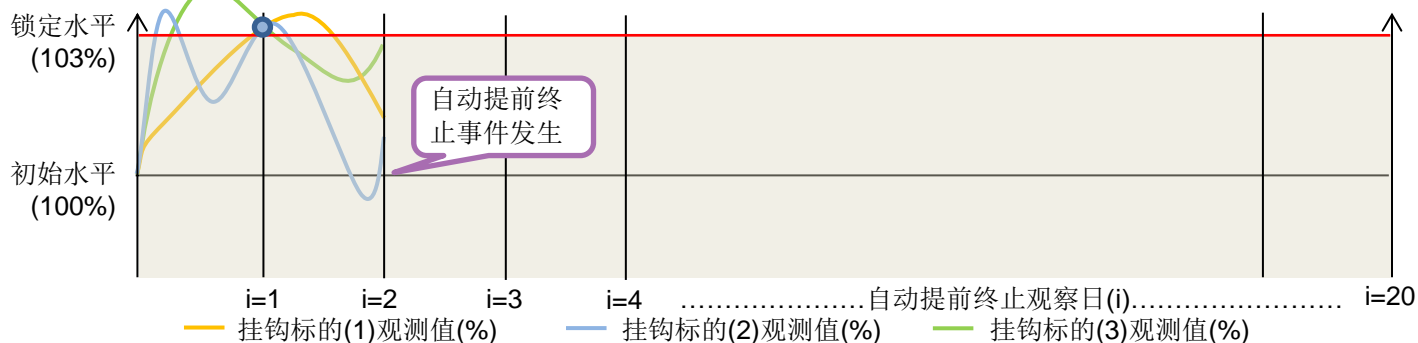 锁定水平
(103%)
自动提前终
止事件发生
初始水平
(100%)
i=1 i=2 i=3 i=4 …………………自动提前终止观察日(i)…………………… i=20
挂钩标的(1)观测值(%) 挂钩标的(2)观测值(%) 挂钩标的(3)观测值(%)